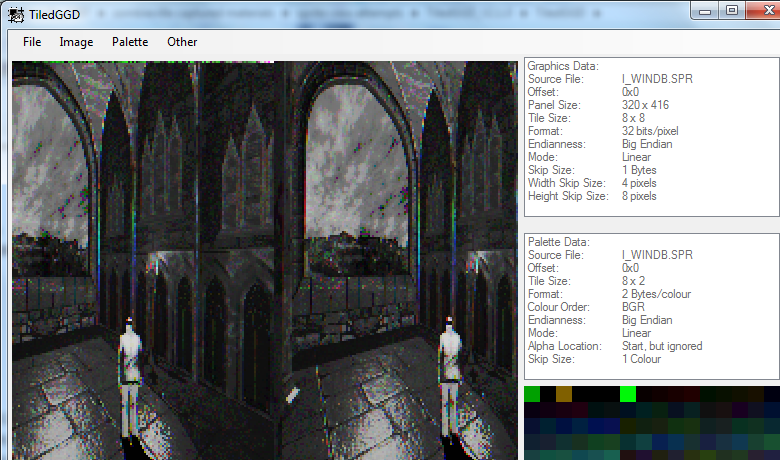 TiledGGD
File Image Palette Other
Graphics Data:
Source File: I_WINDB.SPR
Offset: 0x0
Panel Size: 320 x 416
Tile Size: 8 x 8
Format: 32 bits/pixel
Endianness: Big Endian
Mode: Linear
Skip Size: 1 Bytes
Width Skip Size: 4 pixels
Height Skip Size: 8 pixels
Palette Data:
Source File: I_WINDB.SPR
Offset: 0x0
Tile Size: 8 x 2
Format: 2 Bytes/colour
Colour Order: BGR
Endianness: Big Endian
Mode: Linear
Alpha Location: Start, but ignored
Skip Size: 1 Colour